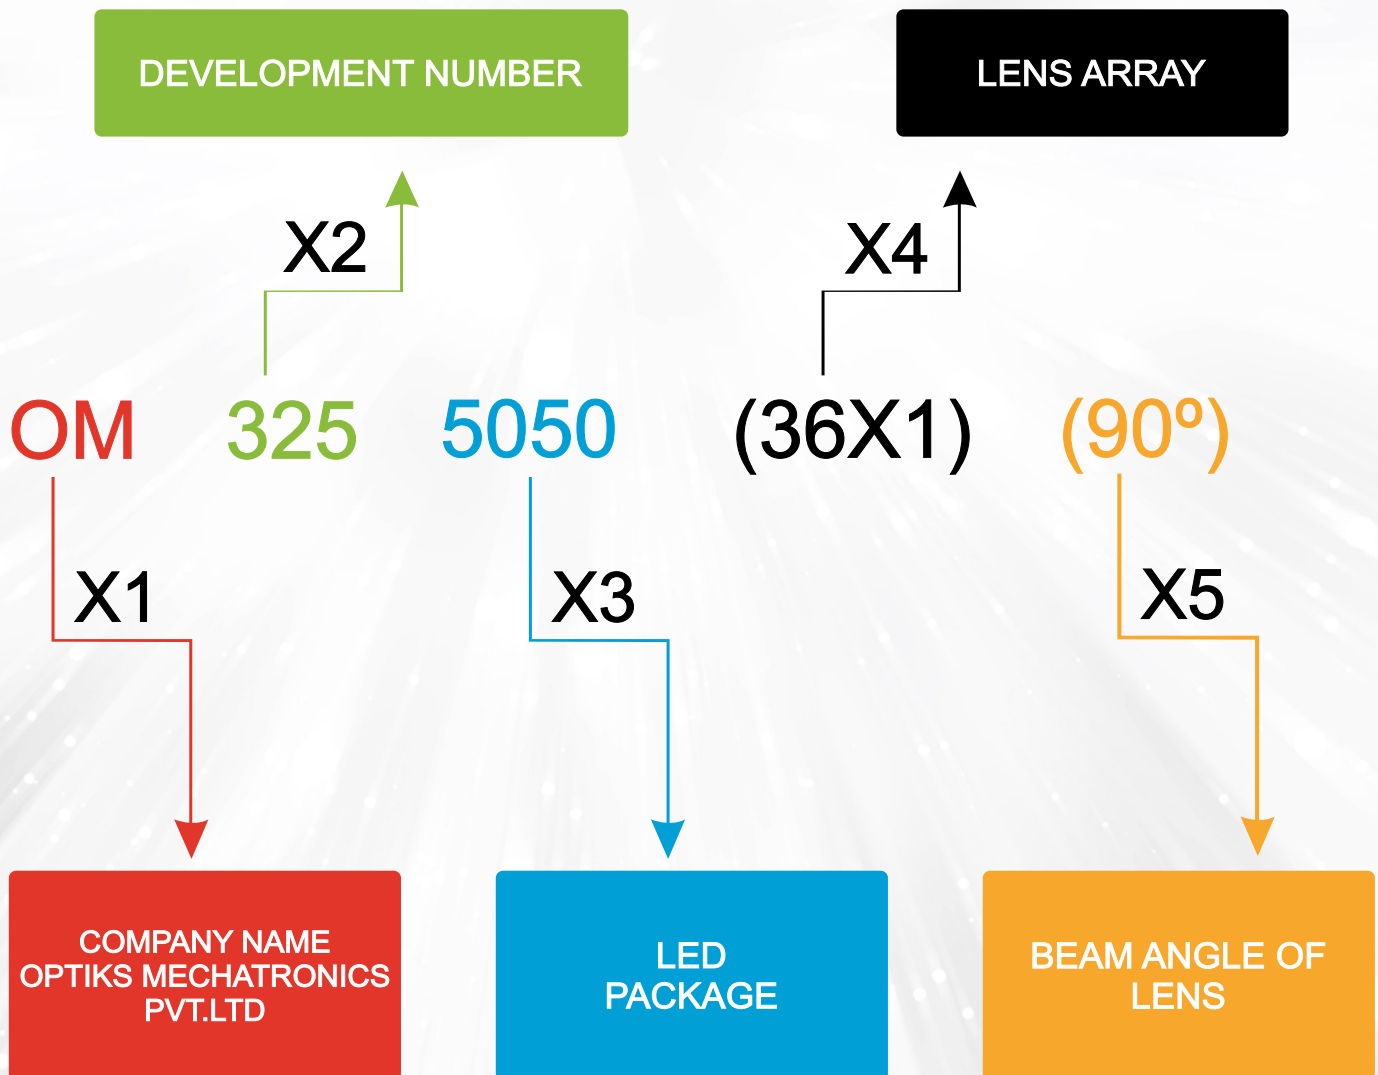 DEVELOPMENT NUMBER
LENS ARRAY
X2
X4
OM 325 5050 (36X1) (90º)
X1
X3
X5
COMPANY NAME
OPTIKS MECHATRONICS
PVT.LTD
LED
PACKAGE
BEAM ANGLE OF
LENS